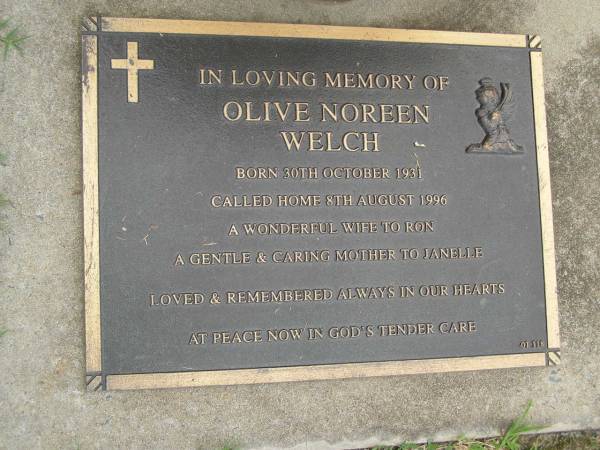 IN LOVING MEMORY OF
OLIVE NOREEN
WELCH
BORN 30TH OCTOBER 1931
CALLED HOME 8TH AUGUST 1996
A WONDERFUL WIFE TO RON
A GENTLE & CARING MOTHER TO JANELLE
LOVED & REMEMBERED ALWAYS IN OUR HEARTS
AT PEACE NOW IN GOD'S TENDER CARE